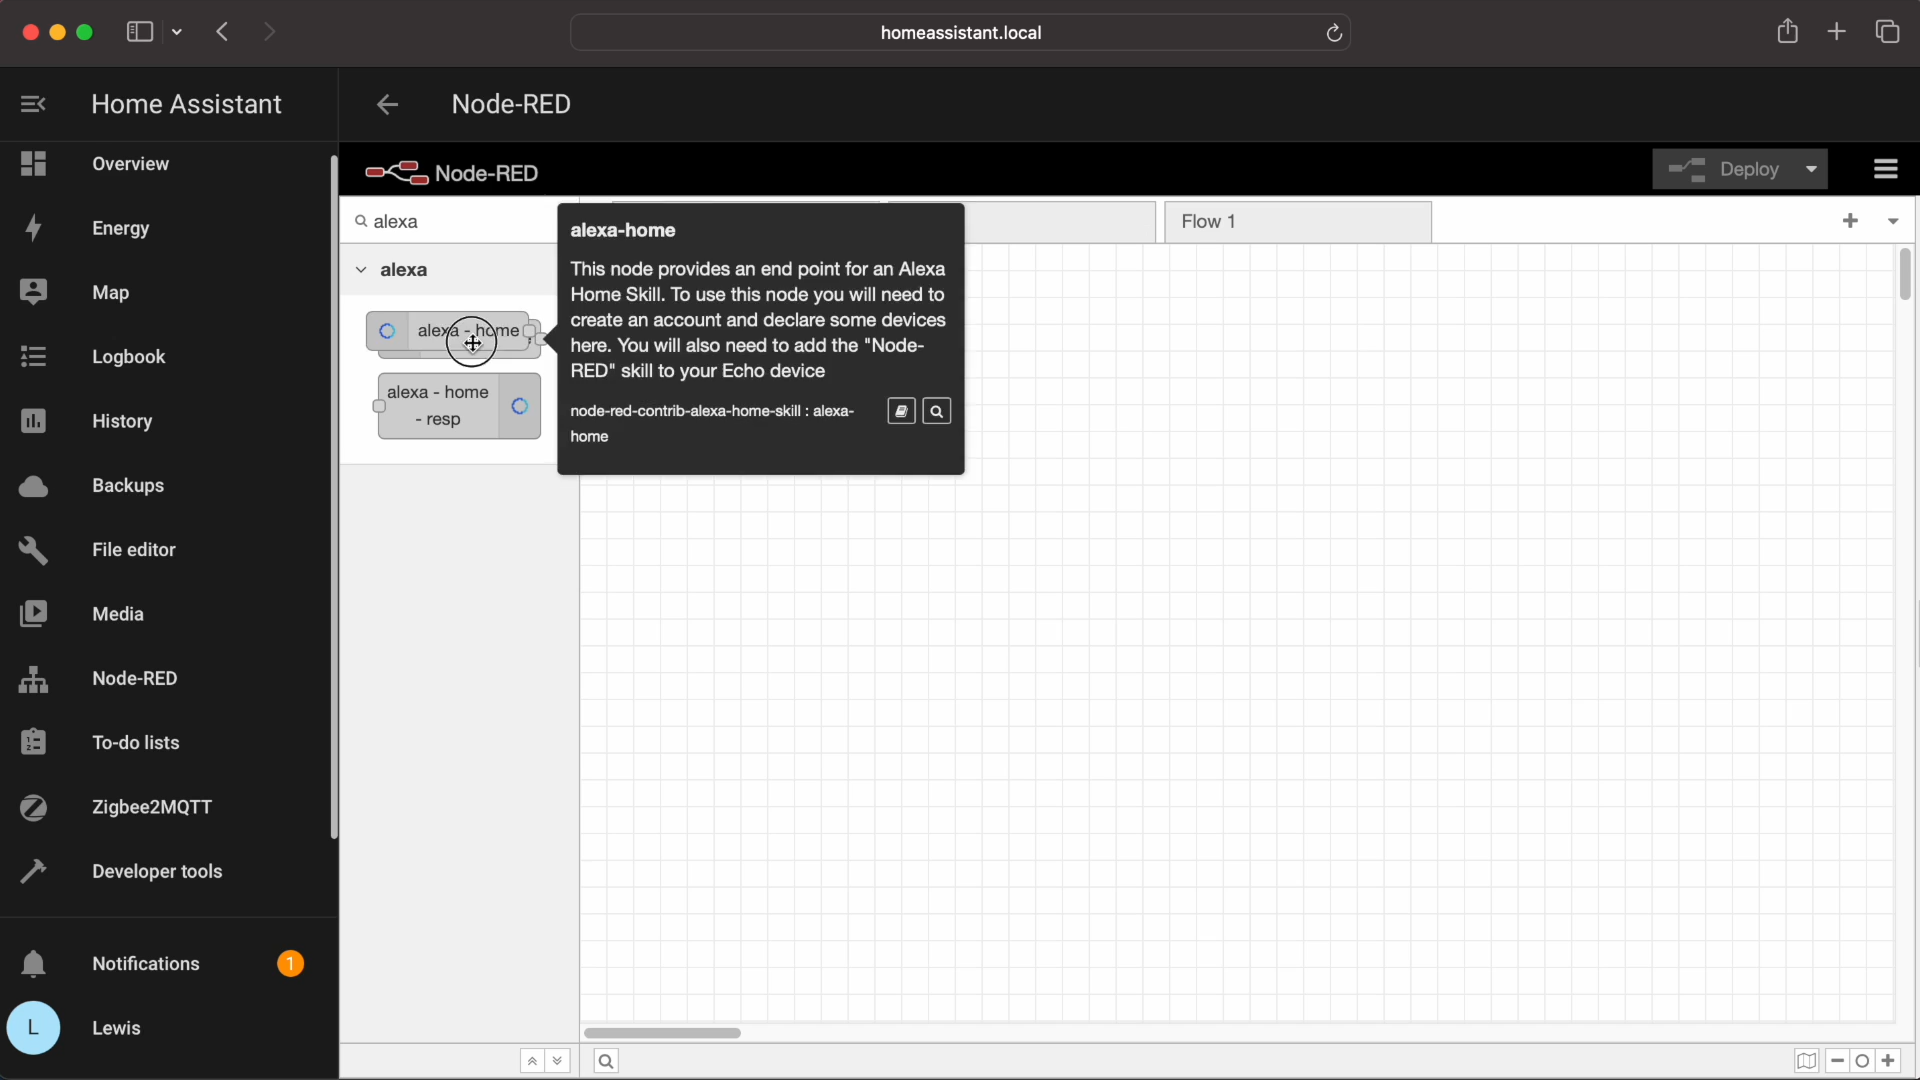 homeassistant.local
Home Assistant
Node-RED
Overview
Energy
Map
Logbook
History
Backups
File editor
Media
Node-RED
To-do lists
Zigbee2MQTT
Developer tools
Notifications
1
L
Lewis
Node-RED
Deploy
alexa
Flow 1
alexa
alexa - home
alexa - home
- resp
alexa-home
This node provides an end point for an Alexa
Home Skill. To use this node you will need to
create an account and declare some devices
here. You will also need to add the "Node-
RED" skill to your Echo device
node-red-contrib-alexa-home-skill : alexa-
home